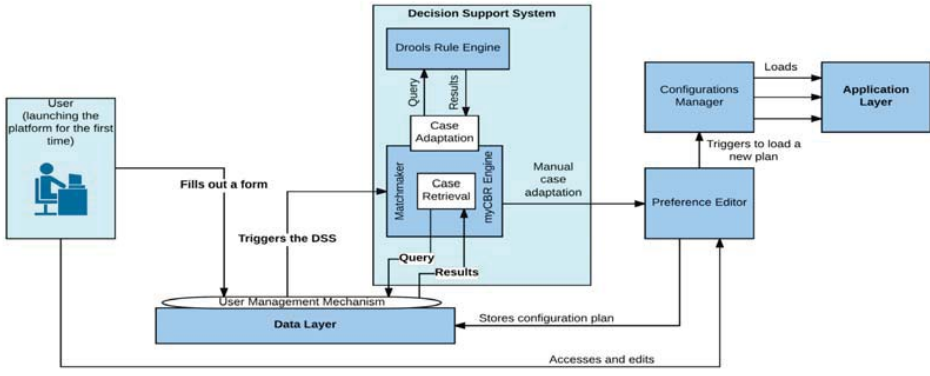 Decision Support System
Drools Rule Engine
Query
Results
Case
Adaptation
Matchmaker
myCBR Engine
Case
Retrieval
Query
Results
User
(launching the
platform for the first
time)
Fills out a form
Triggers the DSS
User Management Mechanism
Data Layer
Manual
case
adaptation
Configurations
Manager
Loads
Application
Layer
Triggers to load a
new plan
Preference Editor
Stores configuration plan
Accesses and edits